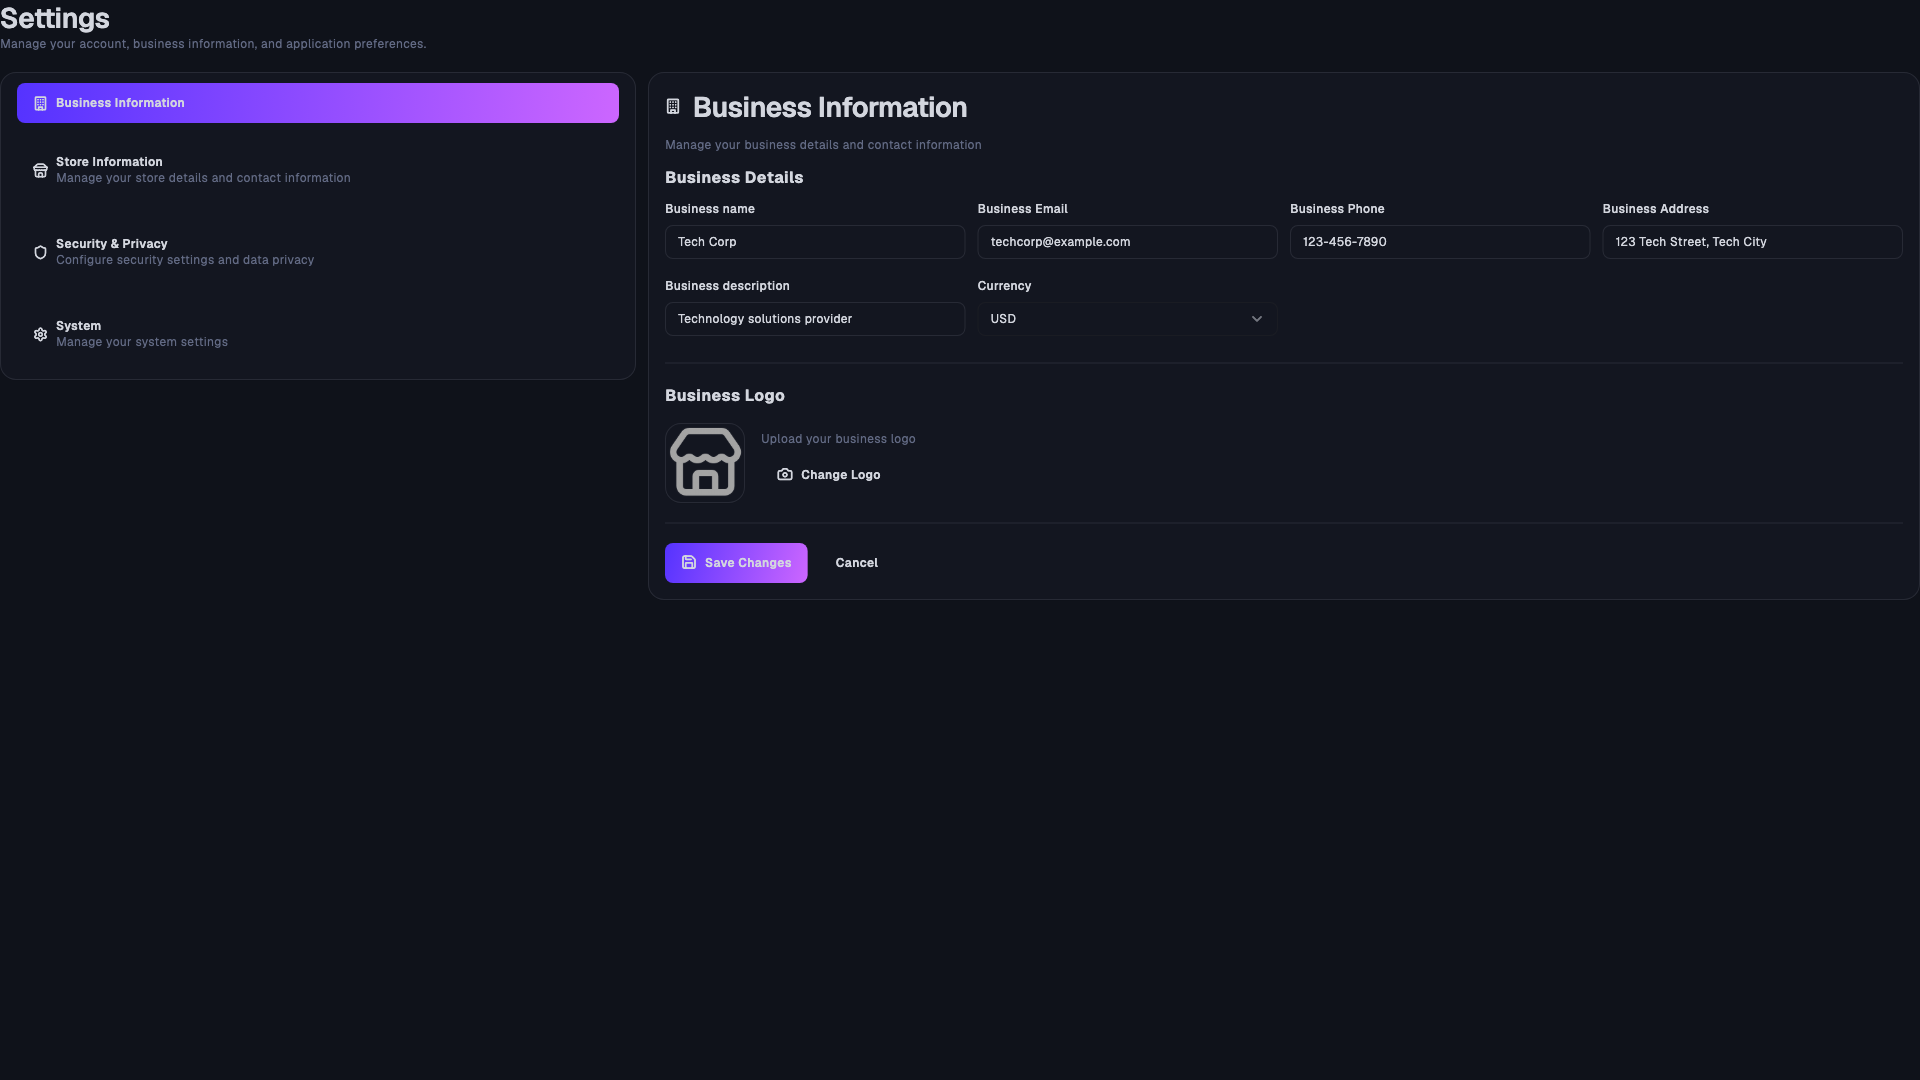 Settings
Manage your account, business information, and application preferences.
Business Information
Store Information
Manage your store details and contact information
Security & Privacy
Configure security settings and data privacy
System
Manage your system settings
Business Information
Manage your business details and contact information
Business Details
Business name
Business Email
Business Phone
Business Address
Tech Corp
techcorp@example.com
123-456-7890
123 Tech Street, Tech City
Business description
Currency
Technology solutions provider
USD
Business Logo
Upload your business logo
Change Logo
Save Changes
Cancel